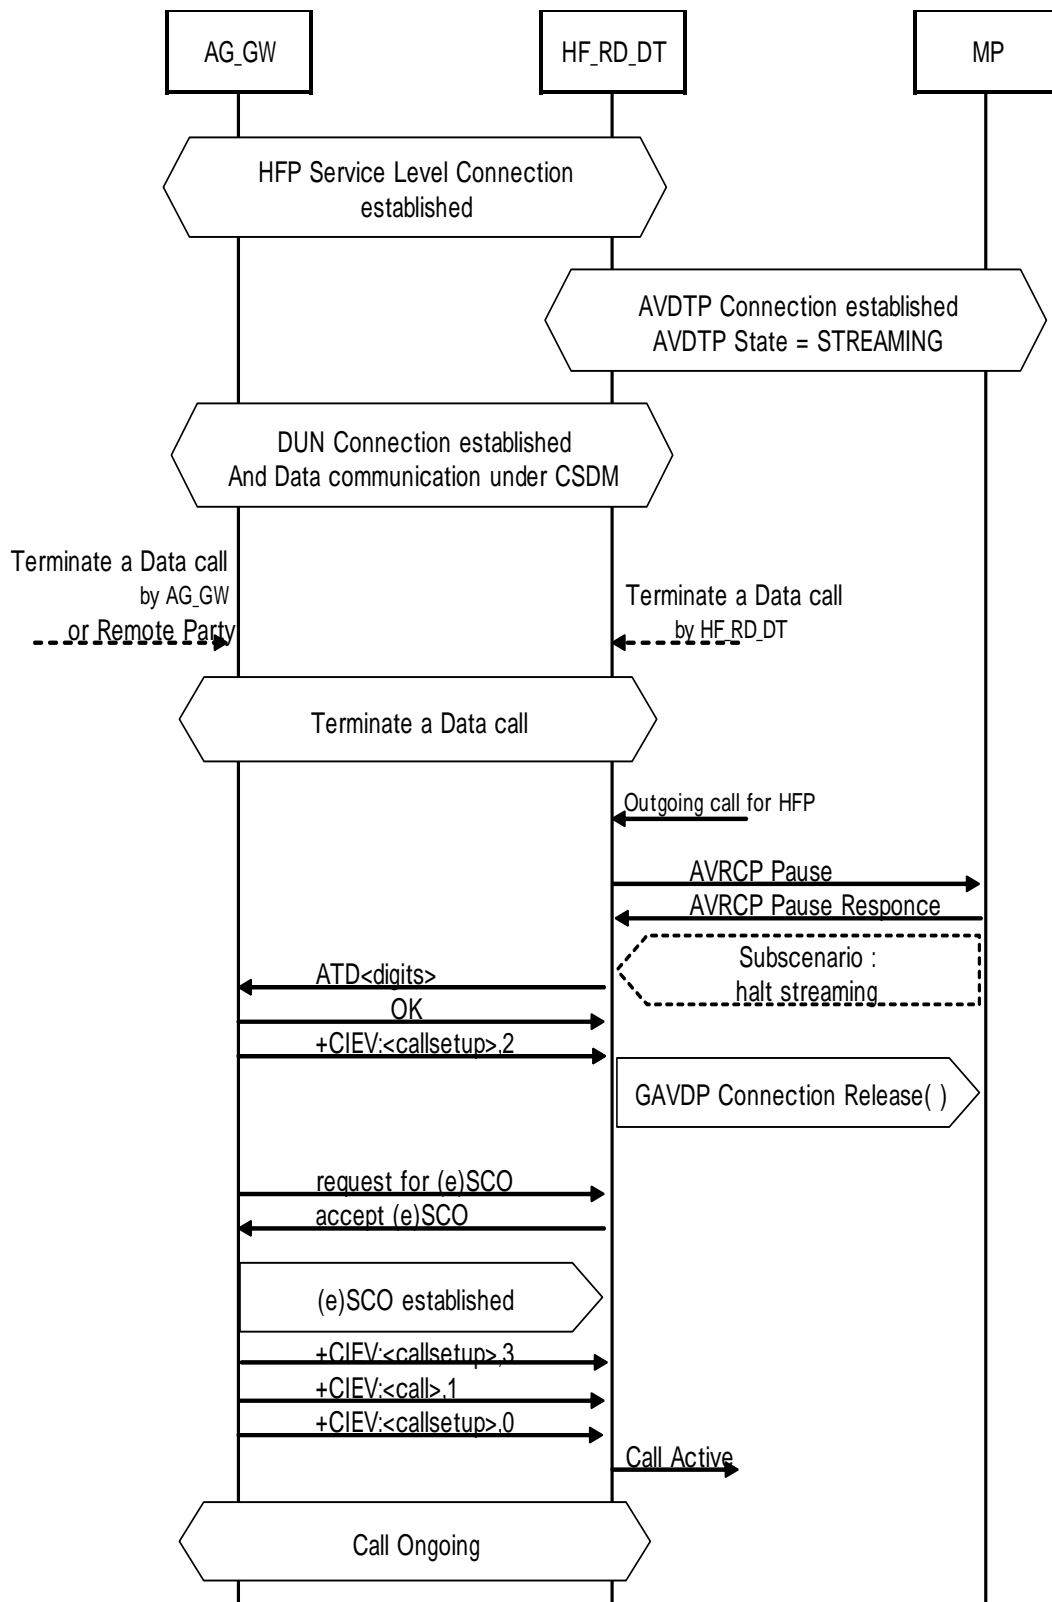 AG_GW
HF_RD_DT
MP
HFP Service Level Connection
established
AVDTP Connection established
AVDTP State = STREAMING
DUN Connection established
And Data communication under CSDM
Terminate a Data call
by AG_GW
or Remote Party
Terminate a Data call
by HF_RD_DT
Terminate a Data call
Outgoing call for HFP
AVRCP Pause
AVRCP Pause Responce
Subscenario :
halt streaming
ATD<digits>
OK
+CIEV:<callsetup>,2
GAVDP Connection Release( )
request for (e)SCO
accept (e)SCO
(e)SCO established
+CIEV:<callsetup>,3
+CIEV:<call>,1
+CIEV:<callsetup>,0
Call Active
Call Ongoing